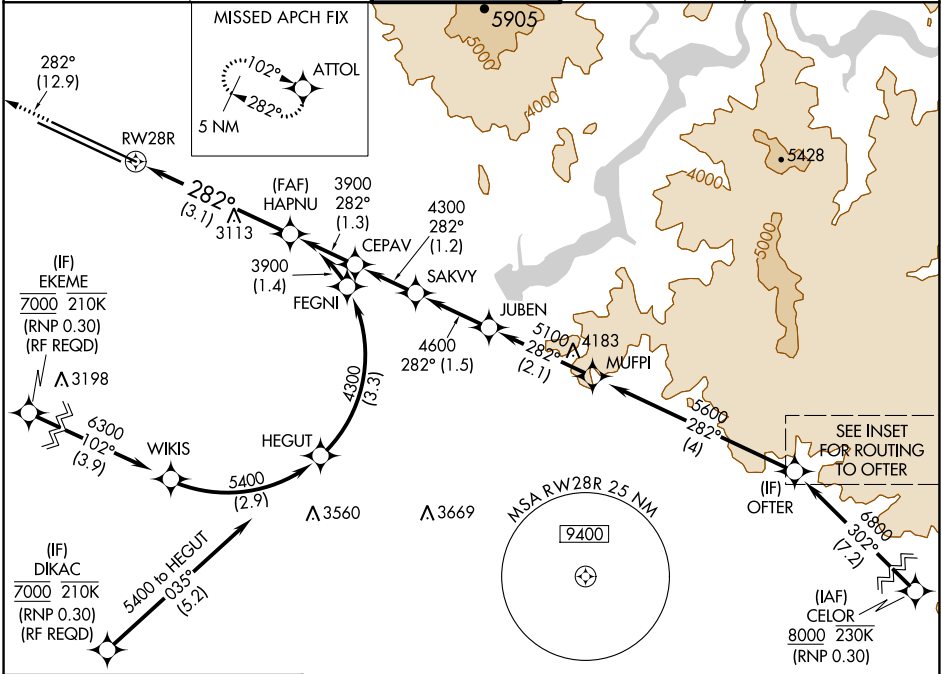 MISSED APCH FIX
102°
ATTOL
282°
5 NM
5905
5000
4000
282°
(12.9)
RW28R
282°
(3.1)
3113
(FAF)
HAPNU
3900
282°
(1.3)
4300
282°
(1.2)
CEPAV
3900
(1.4)
FEGNI
SAKVY
JUBEN
4600
282° (1.5)
5100
282°
(2.1)
4183
MUFPI
5428
4000
5000
5600
282°
(4)
SEE INSET
FOR ROUTING
TO OFTER
(IF)
OFTER
6800
302°
(7.2)
(IAF)
CELOR
8000 230K
(RNP 0.30)
(IF)
EKEME
7000 210K
(RNP 0.30)
(RF REQD)
3198
6300
102°
(3.9)
WIKIS
5400
(2.9)
HEGUT
4300
(3.3)
3560
3669
(IF)
DIKAC
7000 210K
(RNP 0.30)
(RF REQD)
5400 to HEGUT
035°
(5.2)
MSA RW28R 25 NM
9400